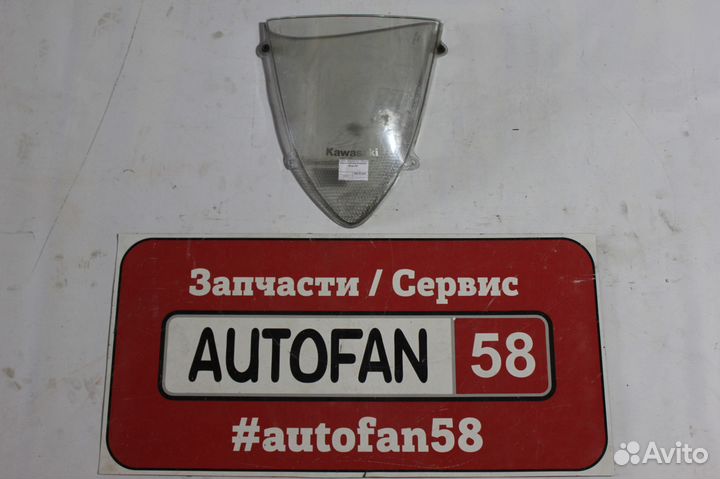 Kawasaki
Запчасти / Сервис
AUTOFAN 58
#autofan58
Avito